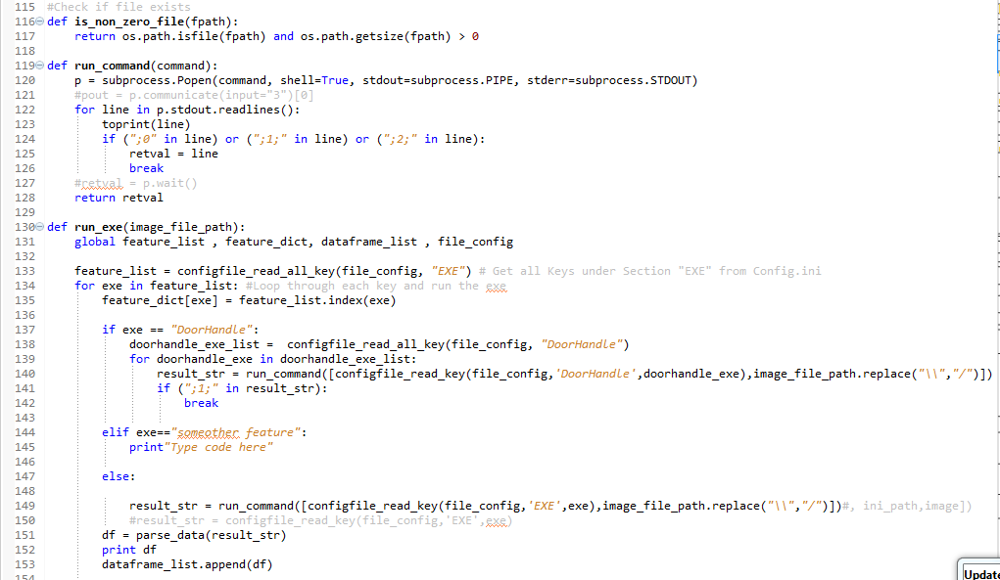 115 #Check if file exists
116 def is_non_zero_file(fpath):
117     return os.path.isfile(fpath) and os.path.getsize(fpath) > 0
118
119 def run_command(command):
120     p = subprocess.Popen(command, shell=True, stdout=subprocess.PIPE, stderr=subprocess.STDOUT)
121     #pout = p.communicate(input="3")[0]
122     for line in p.stdout.readlines():
123         toprint(line)
124         if (";0" in line) or (";1;" in line) or (";2;" in line):
125             retval = line
126             break
127     #retval = p.wait()
128     return retval
129
130 def run_exe(image_file_path):
131     global feature_list , feature_dict, dataframe_list , file_config
132
133     feature_list = configfile_read_all_key(file_config, "EXE") # Get all Keys under Section "EXE" from Config.ini
134     for exe in feature_list: #Loop through each key and run the exe
135         feature_dict[exe] = feature_list.index(exe)
136
137         if exe == "DoorHandle":
138             doorhandle_exe_list =  configfile_read_all_key(file_config, "DoorHandle")
139             for doorhandle_exe in doorhandle_exe_list:
140                 result_str = run_command([configfile_read_key(file_config,'DoorHandle',doorhandle_exe),image_file_path.replace("\\","/")])
141                 if (";1;" in result_str):
142                     break
143
144         elif exe=="someother feature":
145             print"Type code here"
146
147         else:
148
149             result_str = run_command([configfile_read_key(file_config,'EXE',exe),image_file_path.replace("\\","/")])#, ini_path,image])
150             #result_str = configfile_read_key(file_config,'EXE',exe)
151         df = parse_data(result_str)
152         print df
153         dataframe_list.append(df)
154
Update